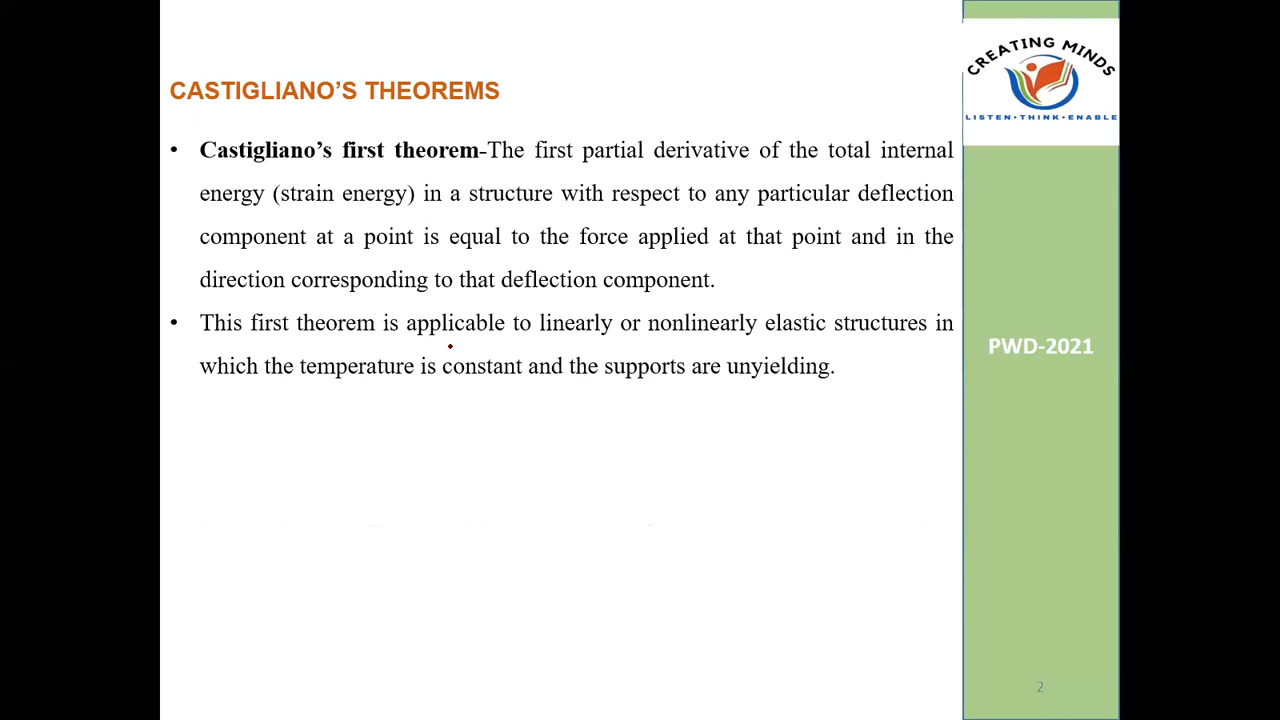 CREATING MINDS
LISTEN•THINK•ENABLE
CASTIGLIANO’S THEOREMS
• Castigliano’s first theorem-The first partial derivative of the total internal
energy (strain energy) in a structure with respect to any particular deflection
component at a point is equal to the force applied at that point and in the
direction corresponding to that deflection component.
• This first theorem is applicable to linearly or nonlinearly elastic structures in
which the temperature is constant and the supports are unyielding.
PWD-2021
2